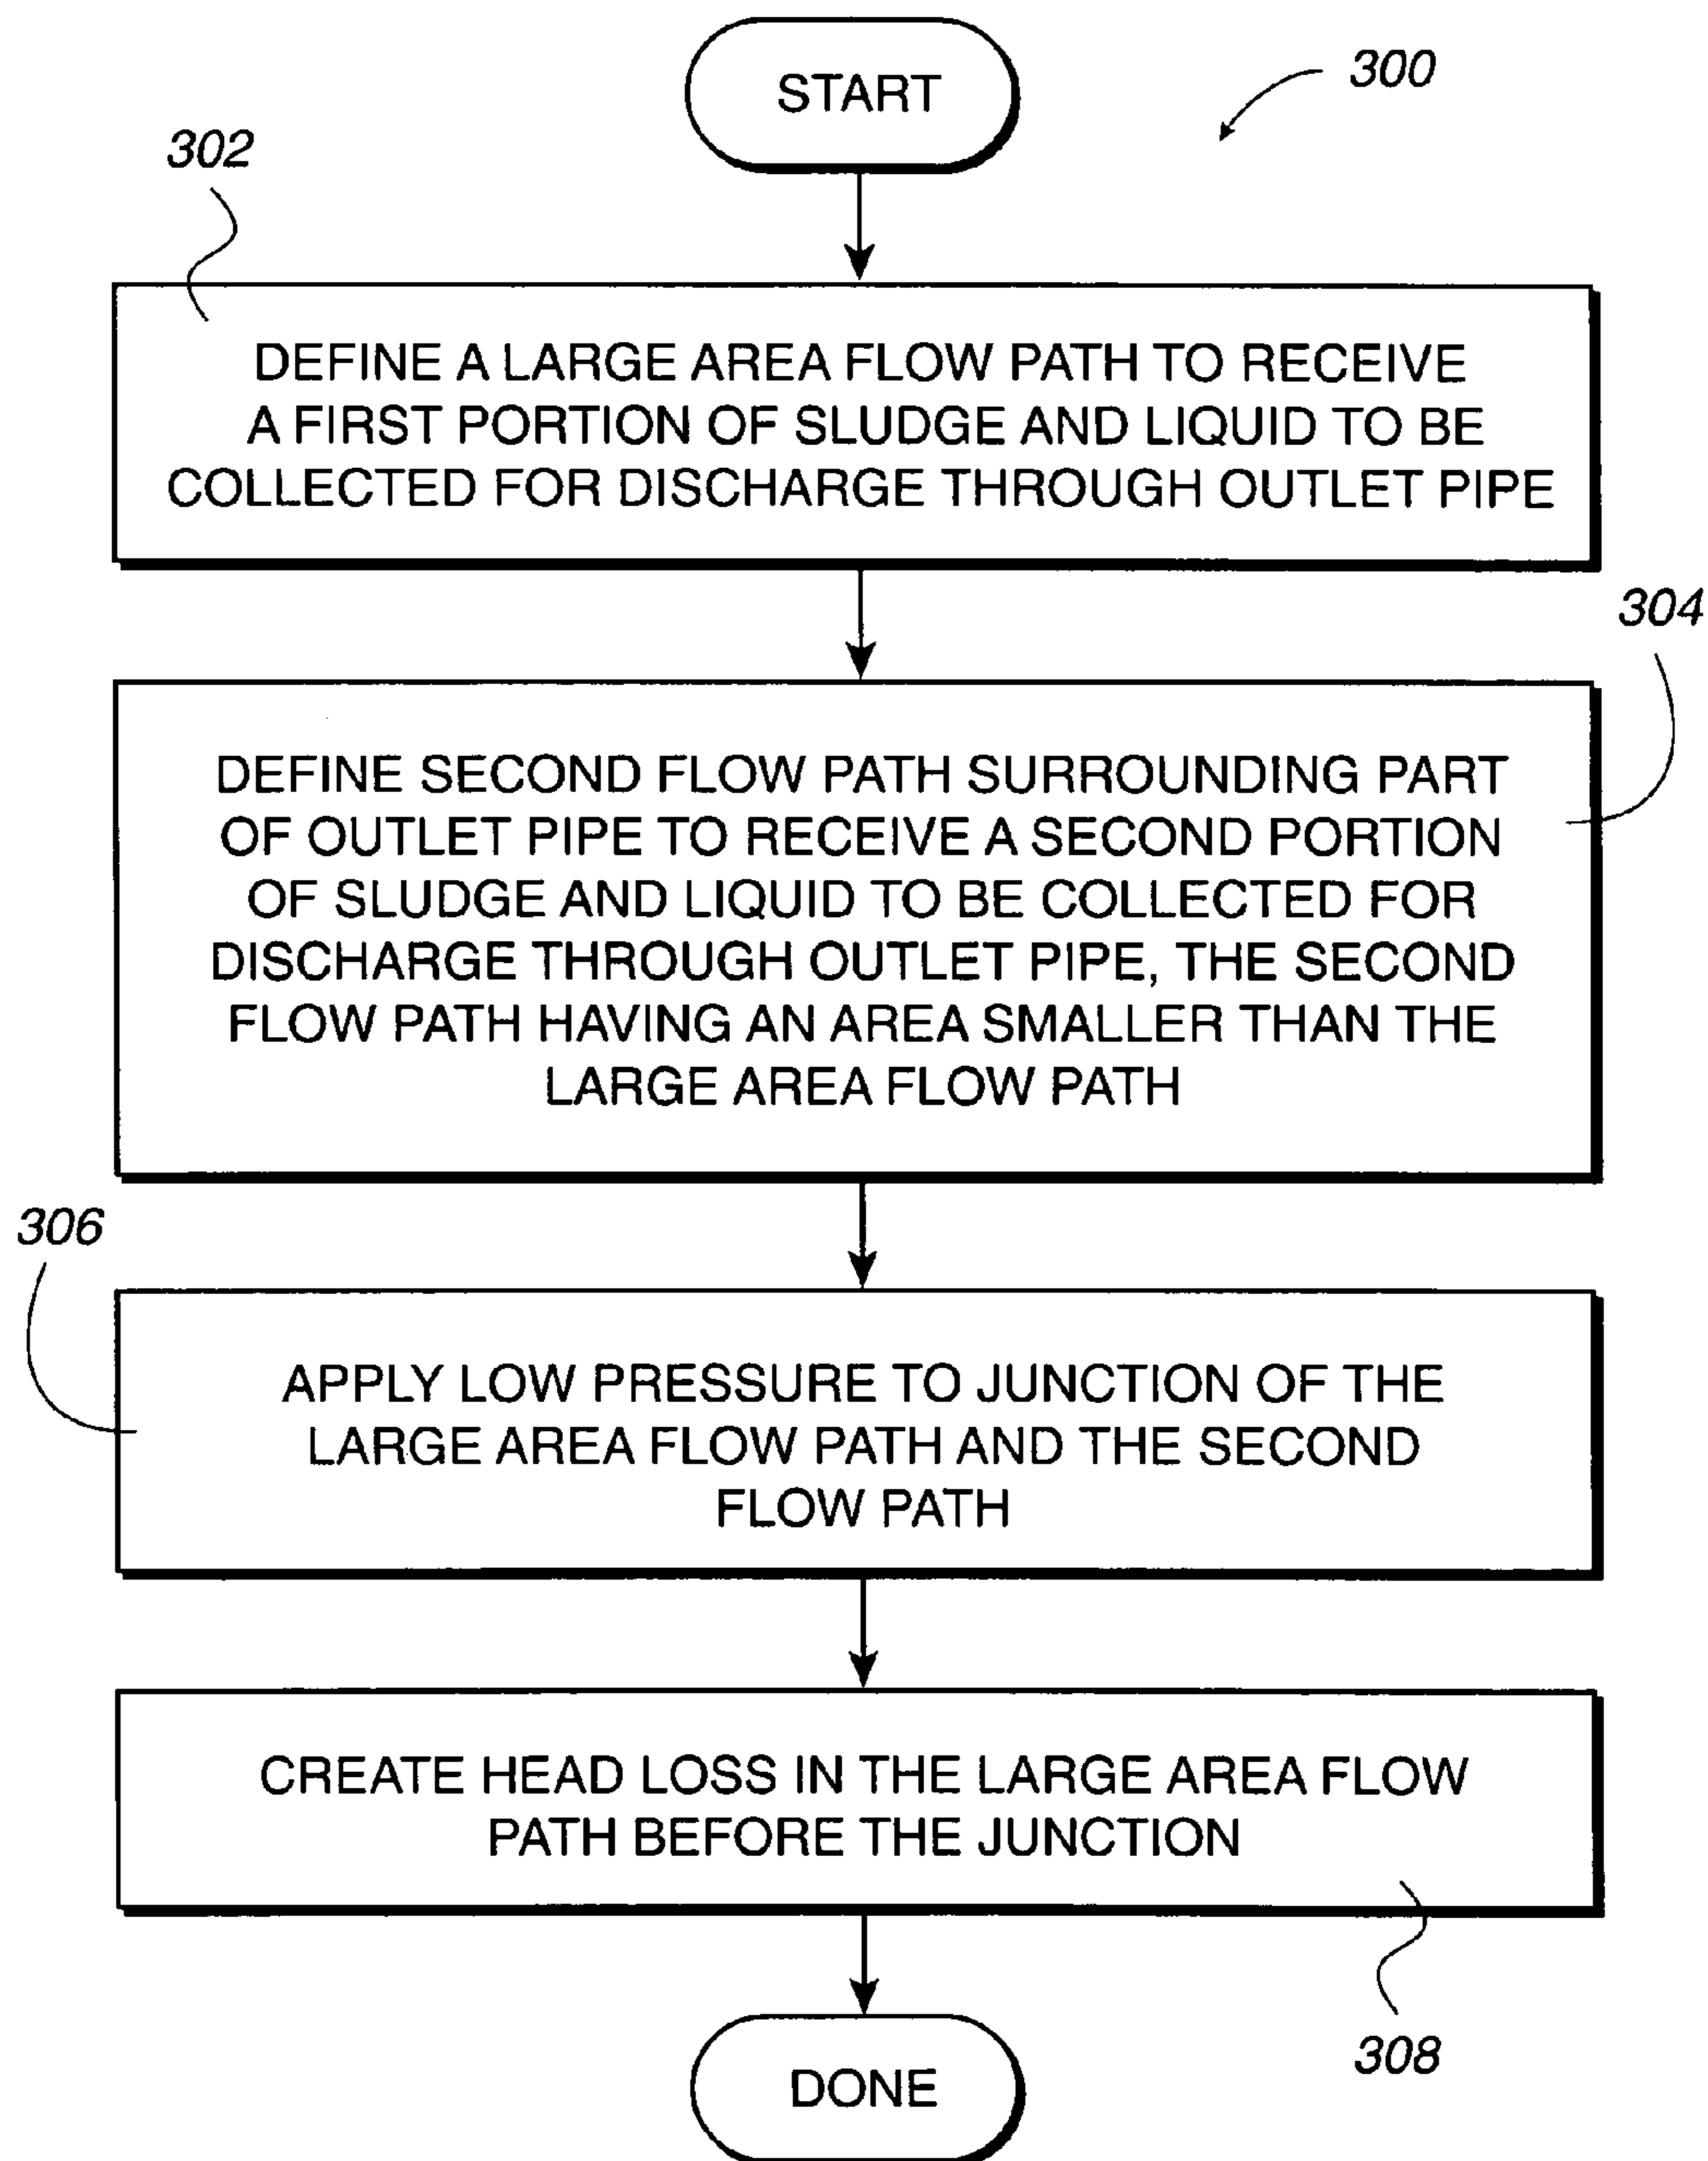 START
300
302
DEFINE A LARGE AREA FLOW PATH TO RECEIVE
A FIRST PORTION OF SLUDGE AND LIQUID TO BE
COLLECTED FOR DISCHARGE THROUGH OUTLET PIPE
304
DEFINE SECOND FLOW PATH SURROUNDING PART
OF OUTLET PIPE TO RECEIVE A SECOND PORTION
OF SLUDGE AND LIQUID TO BE COLLECTED FOR
DISCHARGE THROUGH OUTLET PIPE, THE SECOND
FLOW PATH HAVING AN AREA SMALLER THAN THE
LARGE AREA FLOW PATH
306
APPLY LOW PRESSURE TO JUNCTION OF THE
LARGE AREA FLOW PATH AND THE SECOND
FLOW PATH
CREATE HEAD LOSS IN THE LARGE AREA FLOW
PATH BEFORE THE JUNCTION
308
DONE